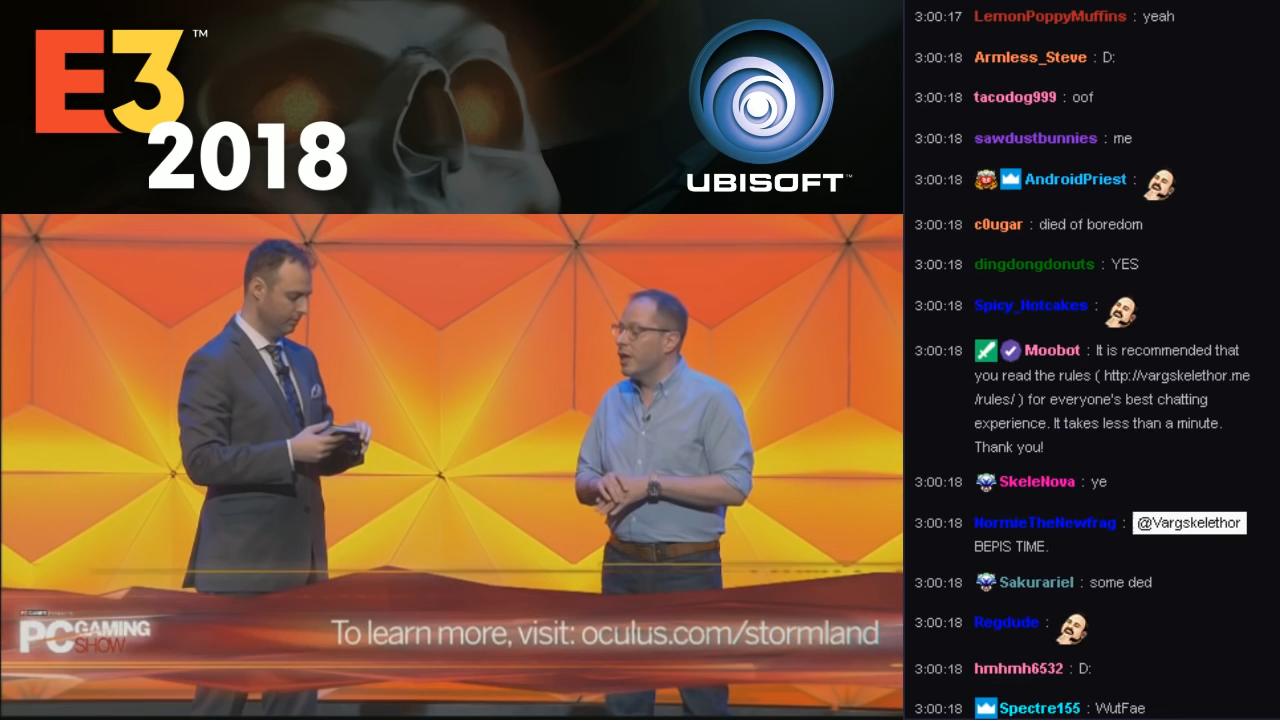 E3™
2018
UBISOFT™
PC GAMER
PC GAMING
SHOW
To learn more, visit: oculus.com/stormland
3:00:17 LemonPoppyMuffins : yeah
3:00:18 Armless_Steve : D:
3:00:18 tacodog999 : oof
3:00:18 sawdustbunnies : me
3:00:18 AndroidPriest :
3:00:18 c0ugar : died of boredom
3:00:18 dingdongdonuts : YES
3:00:18 Spicy_Hotcakes :
3:00:18 Moobot : It is recommended that
you read the rules ( http://vargskelethor.me
/rules/ ) for everyone's best chatting
experience. It takes less than a minute.
Thank you!
3:00:18 SkeleNova : ye
3:00:18 NormieTheNewfrag : @Vargskelethor
BEPIS TIME.
3:00:18 Sakurariel : some ded
3:00:18 Regdude :
3:00:18 hmhmh6532 : D:
3:00:18 Spectre155 : WutFae